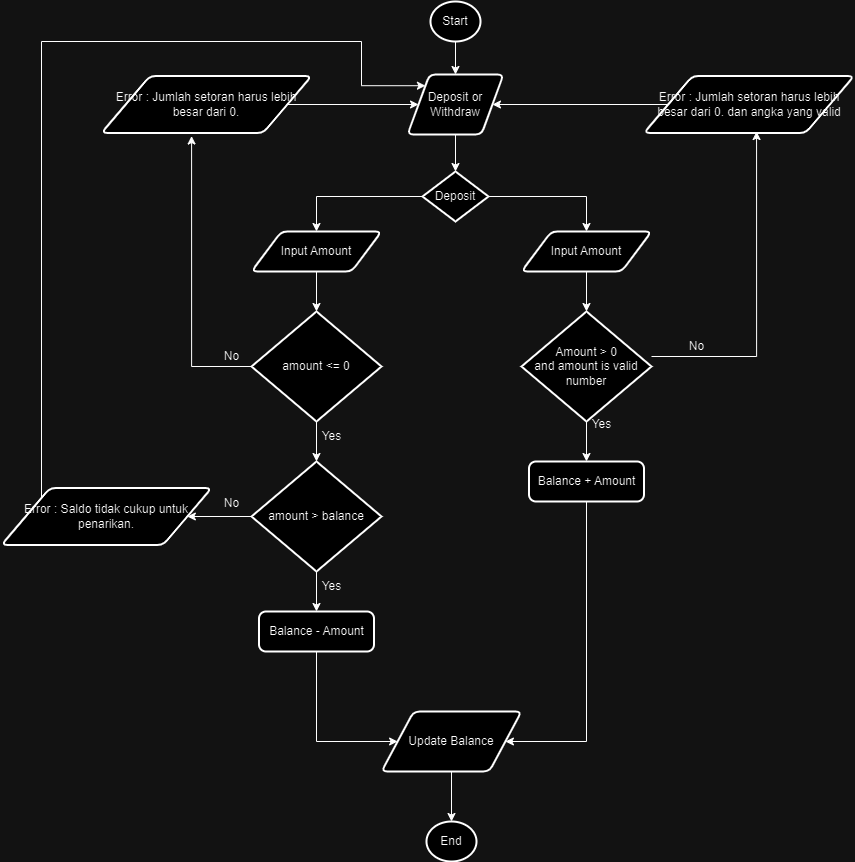 Start
Error : Jumlah setoran harus lebih
besar dari 0.
Deposit or
Withdraw
Error : Jumlah setoran harus lebih
besar dari 0. dan angka yang valid
Deposit
Input Amount
Input Amount
No
amount <= 0
Amount > 0
and amount is valid
number
No
Yes
Yes
Error : Saldo tidak cukup untuk
penarikan.
No
amount > balance
Balance + Amount
Yes
Balance - Amount
Update Balance
End